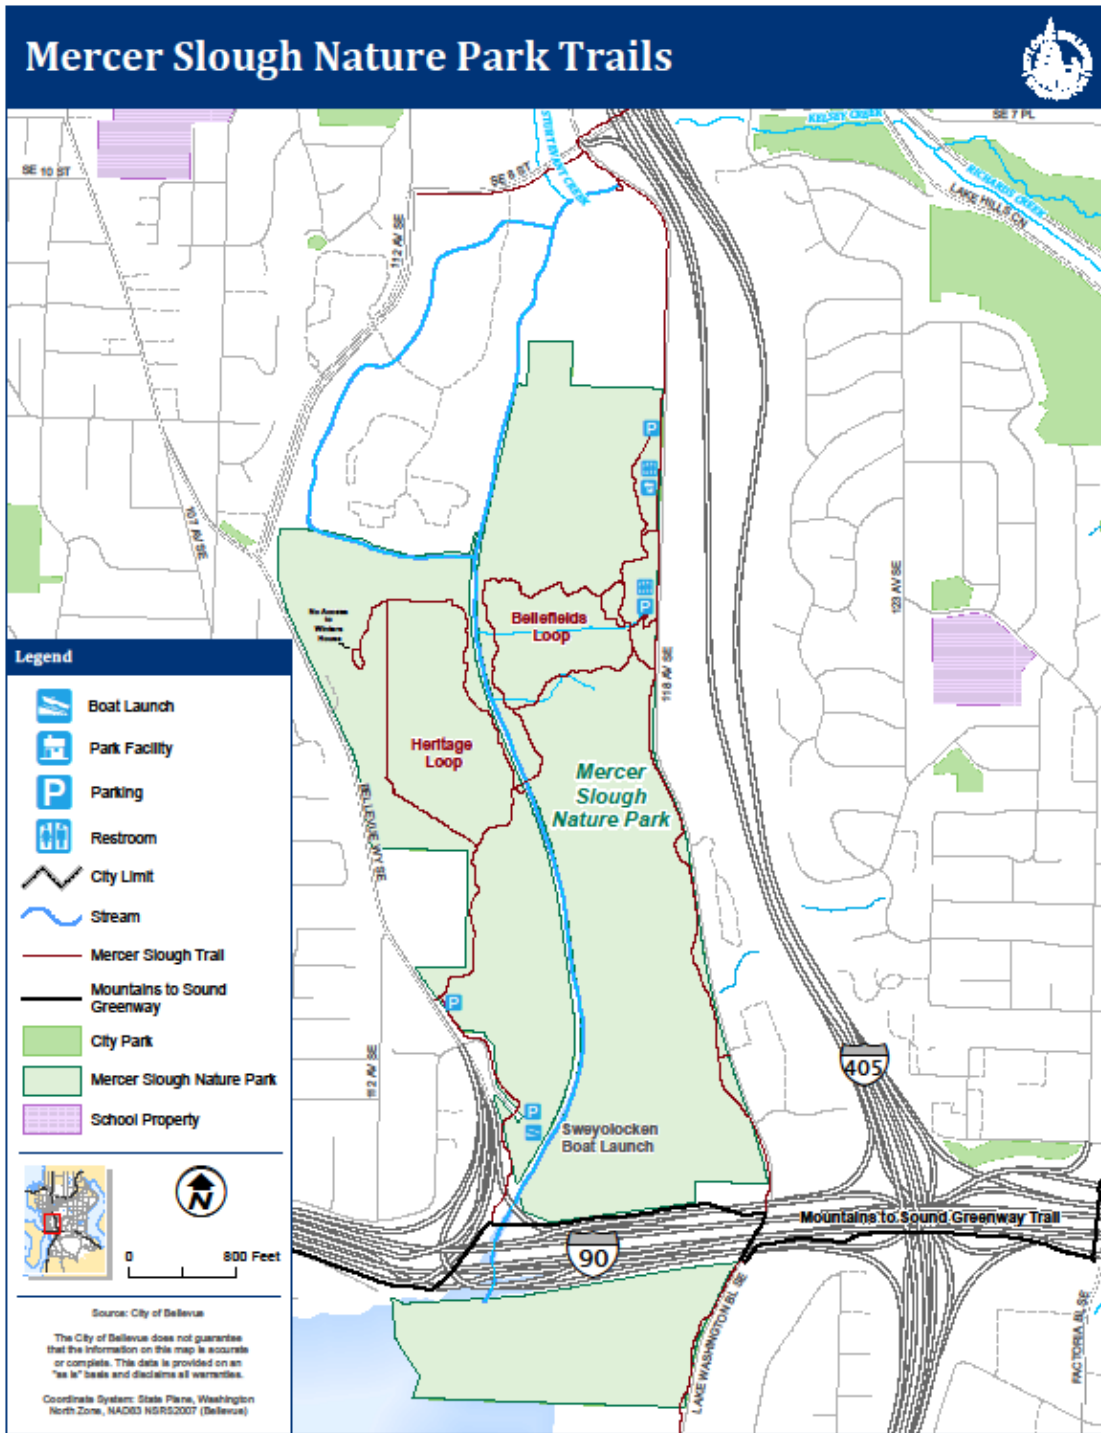 Mercer Slough Nature Park Trails
SE 7 PL
KELSEY CREEK
STURTEVANT CREEK
SE 10 ST
SE 8 ST
RICHARDS CREEK
LAKE HILLS CN
112 AV SE
P
107 AV SE
123 AV SE
P
No Access
to
Winters
House
Bellefields
Loop
118 AV SE
Heritage
Loop
Mercer
Slough
Nature Park
BELLEVUE WY SE
P
112 AV SE
405
P
Sweyolocken
Boat Launch
Mountains to Sound Greenway Trail
90
LAKE WASHINGTON BL SE
FACTORIA BL SE
Legend
Boat Launch
Park Facility
P
Parking
Restroom
City Limit
Stream
Mercer Slough Trail
Mountains to Sound
Greenway
City Park
Mercer Slough Nature Park
School Property
N
0 800 Feet
Source: City of Bellevue
The City of Bellevue does not guarantee
that the information on this map is accurate
or complete. This data is provided on an
"as is" basis and disclaims all warranties.
Coordinate System: State Plane, Washington
North Zone, NAD83 NSRS2007 (Bellevue)